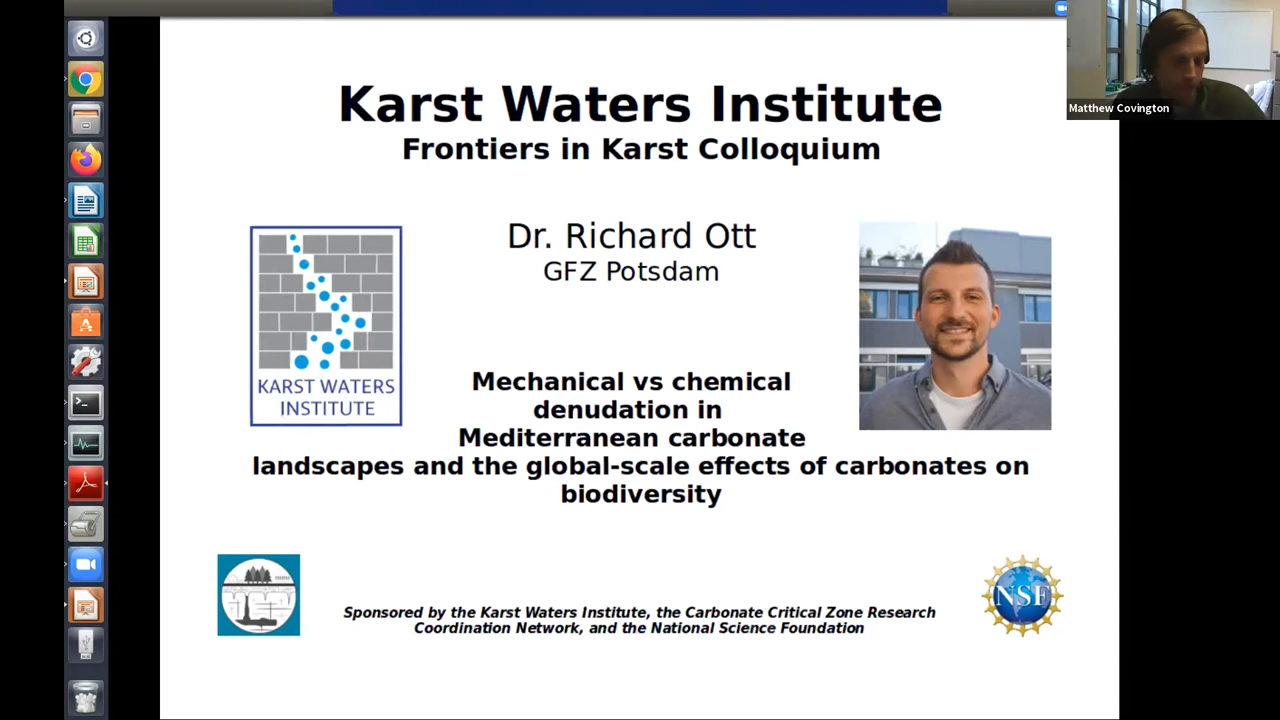 Karst Waters Institute
Frontiers in Karst Colloquium
Matthew Covington
Dr. Richard Ott
GFZ Potsdam
KARST WATERS
INSTITUTE
Mechanical vs chemical
denudation in
Mediterranean carbonate
landscapes and the global-scale effects of carbonates on
biodiversity
Sponsored by the Karst Waters Institute, the Carbonate Critical Zone Research
Coordination Network, and the National Science Foundation
NSF